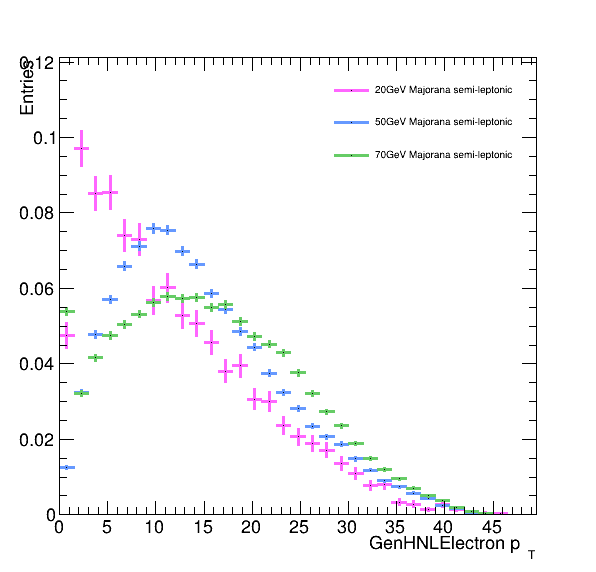 Entries
0.12
0.1
0.08
0.06
0.04
0.02
0
20GeV Majorana semi-leptonic
50GeV Majorana semi-leptonic
70GeV Majorana semi-leptonic
0 5 10 15 20 25 30 35 40 45
GenHNLElectron p
T